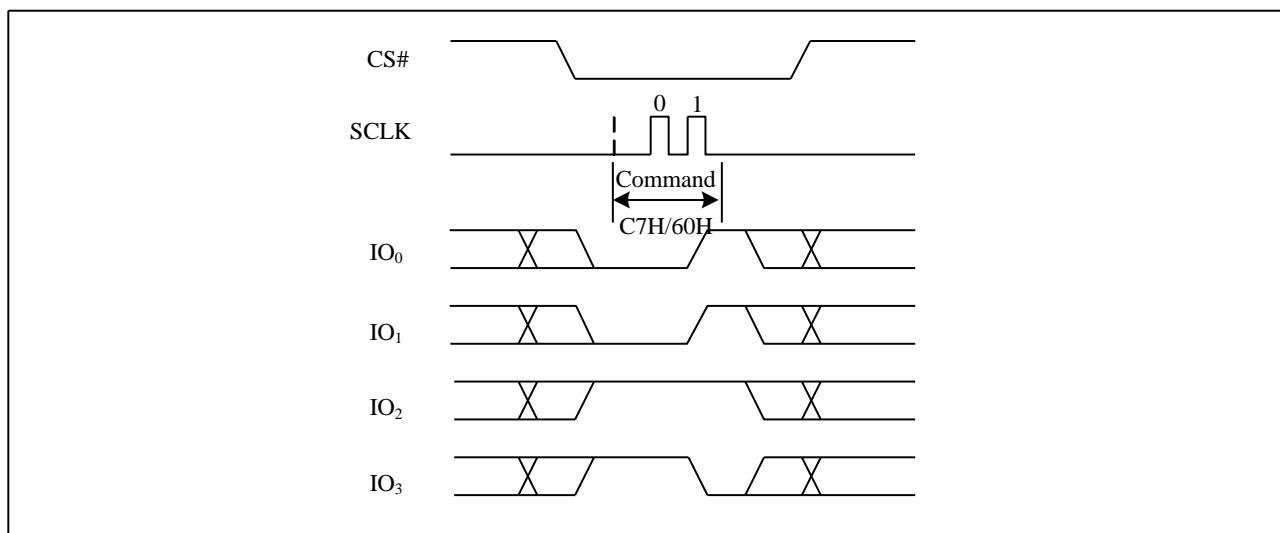 CS#
0 1
SCLK
Command
C7H/60H
IO₀
IO₁
IO₂
IO₃